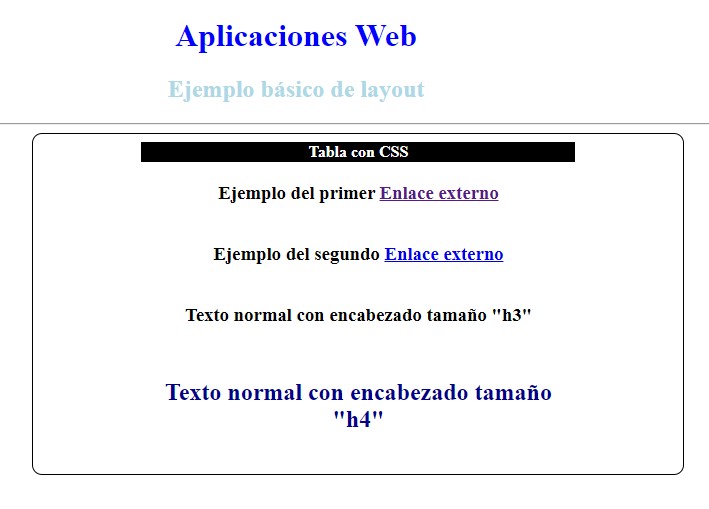 Aplicaciones Web
Ejemplo básico de layout
Tabla con CSS
Ejemplo del primer Enlace externo
Ejemplo del segundo Enlace externo
Texto normal con encabezado tamaño "h3"
Texto normal con encabezado tamaño
"h4"